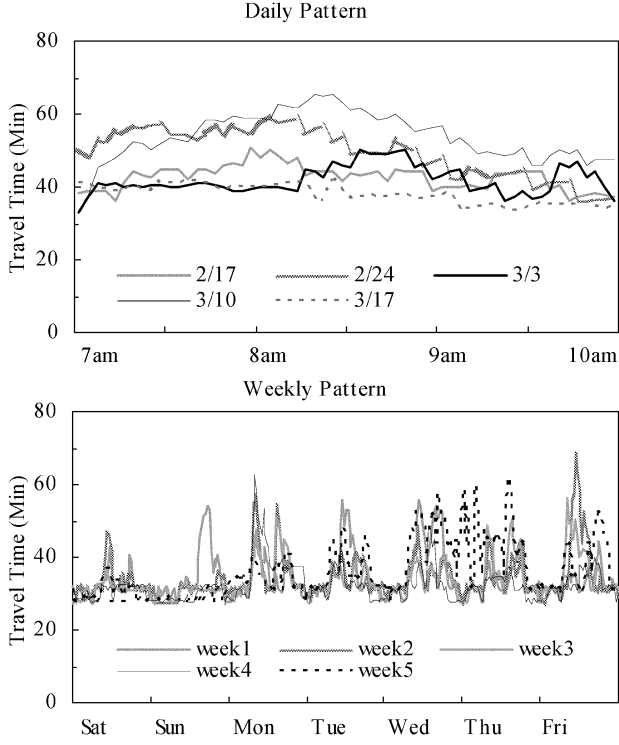 Daily Pattern
80
60
40
20
0
Travel Time (Min)
2/17 2/24 3/3
3/10 3/17
7am 8am 9am 10am
Weekly Pattern
80
60
40
20
0
Travel Time (Min)
week1 week2 week3
week4 week5
Sat Sun Mon Tue Wed Thu Fri